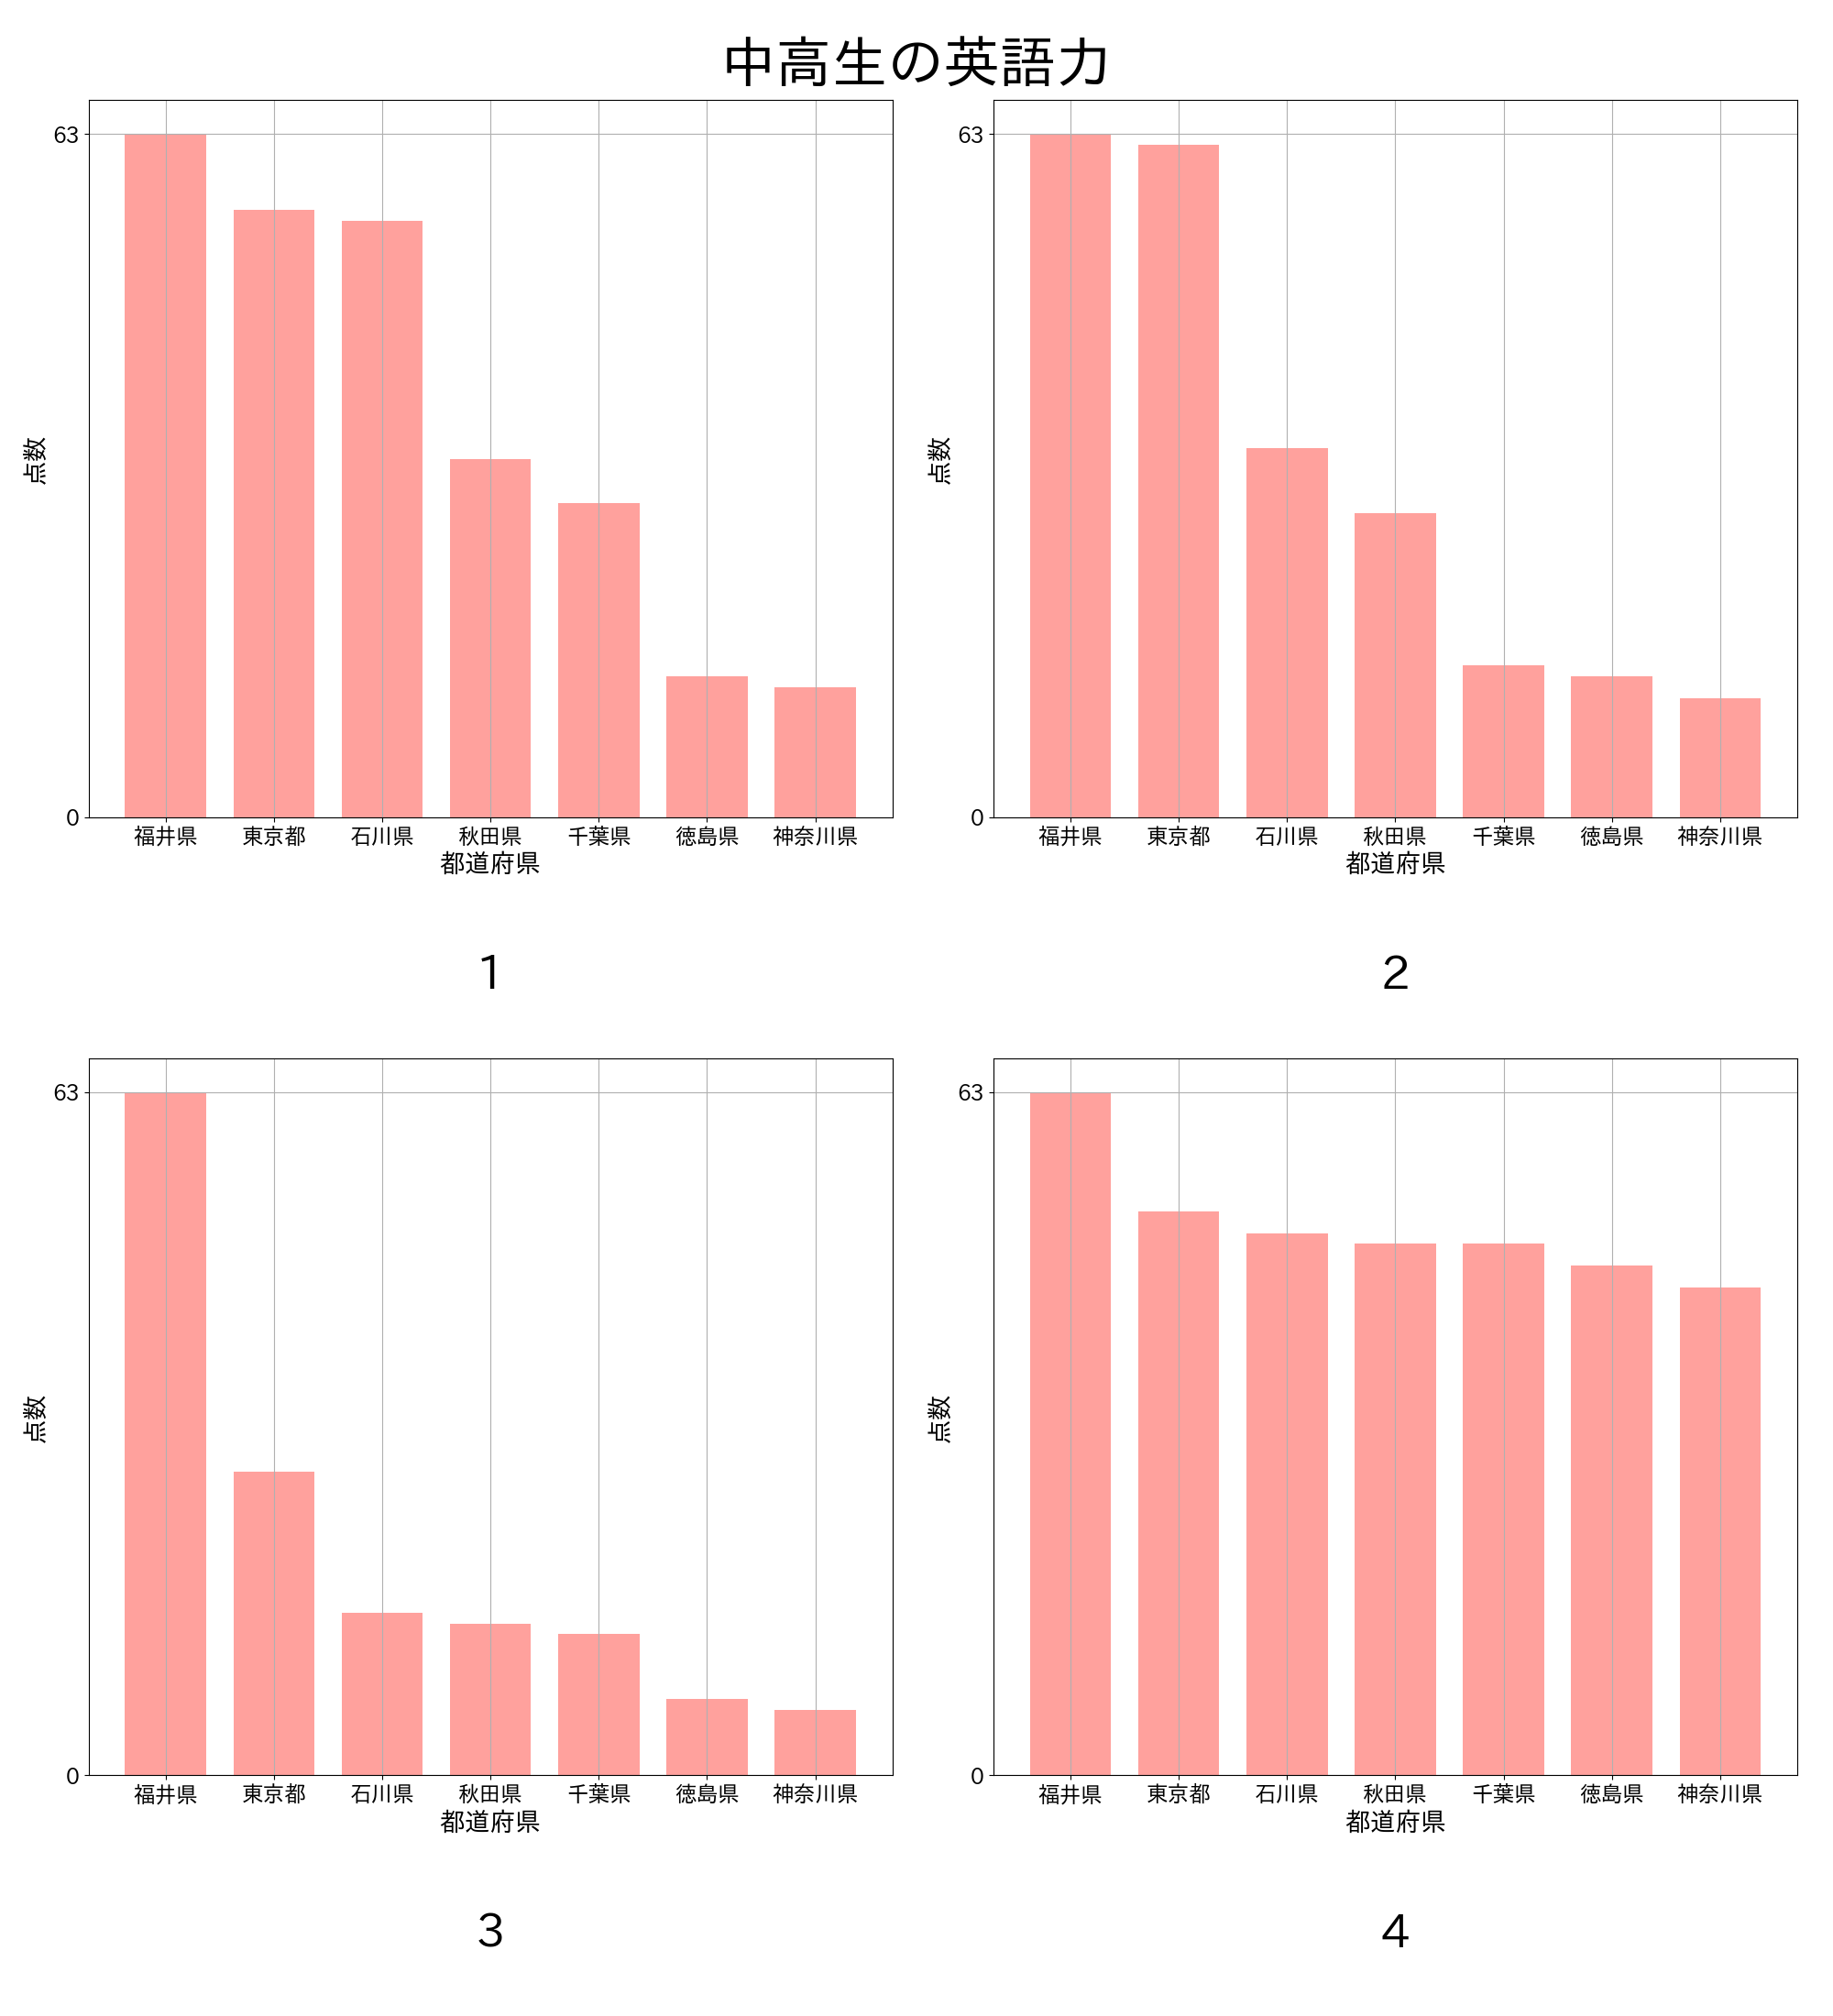 中高生の英語力
63
0
点数
福井県 東京都 石川県 秋田県 千葉県 徳島県 神奈川県
都道府県
1
63
0
点数
福井県 東京都 石川県 秋田県 千葉県 徳島県 神奈川県
都道府県
2
63
0
点数
福井県 東京都 石川県 秋田県 千葉県 徳島県 神奈川県
都道府県
3
63
0
点数
福井県 東京都 石川県 秋田県 千葉県 徳島県 神奈川県
都道府県
4